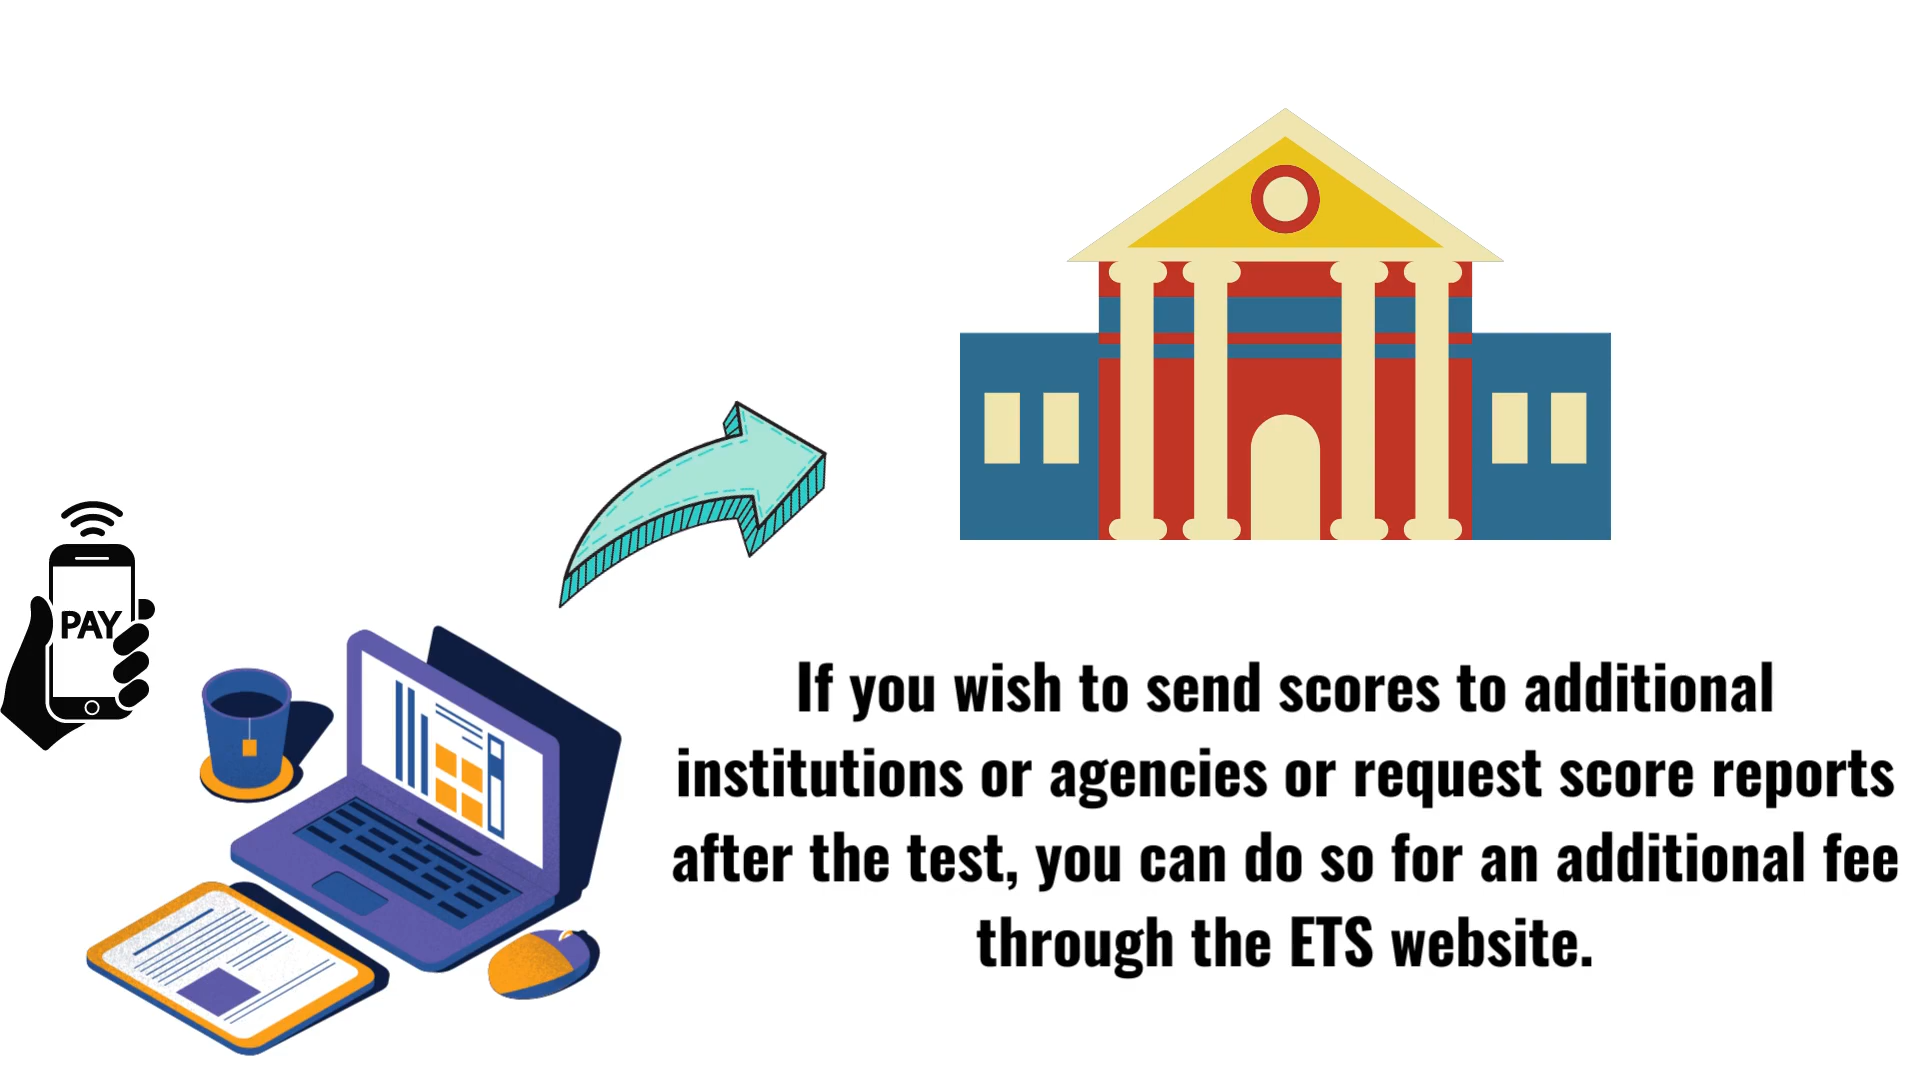 PAY
If you wish to send scores to additional
institutions or agencies or request score reports
after the test, you can do so for an additional fee
through the ETS website.